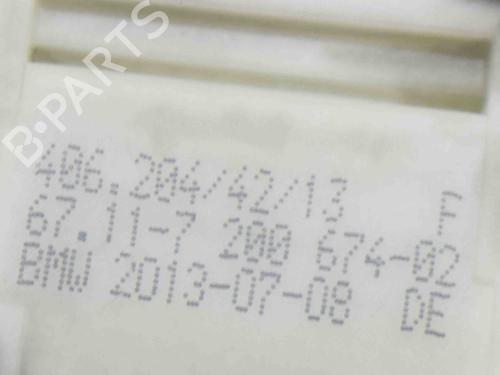 B·PARTS
406.204/42/13 F
67.11-7 200 674-02
BMW 2013-07-08 DE